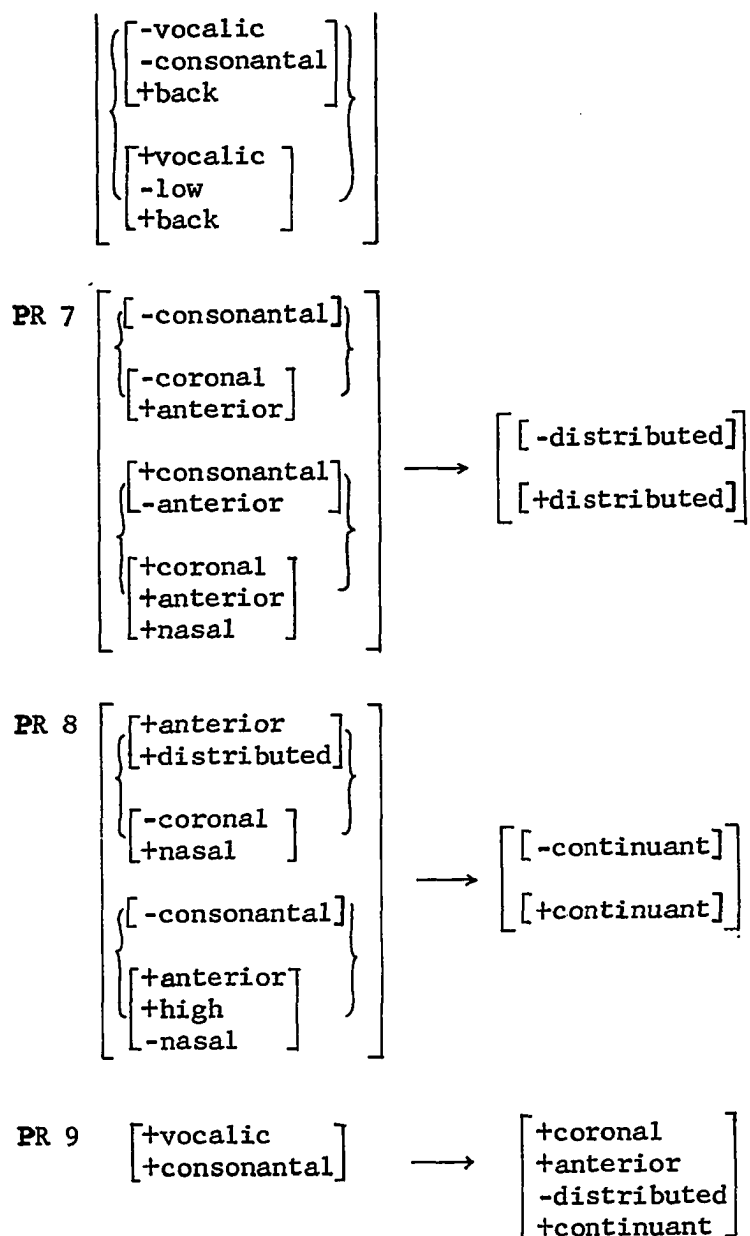 [-vocalic
-consonantal
+back]
[+vocalic
-low
+back]
PR 7 [-consonantal]
[-coronal
+anterior]
[+consonantal
-anterior]
[+coronal
+anterior
+nasal]
→ [[-distributed]
[+distributed]]
PR 8 [+anterior
+distributed]
[-coronal
+nasal]
[-consonantal]
[+anterior
+high
-nasal]
→ [[-continuant]
[+continuant]]
PR 9 [+vocalic
+consonantal] → [+coronal
+anterior
-distributed
+continuant